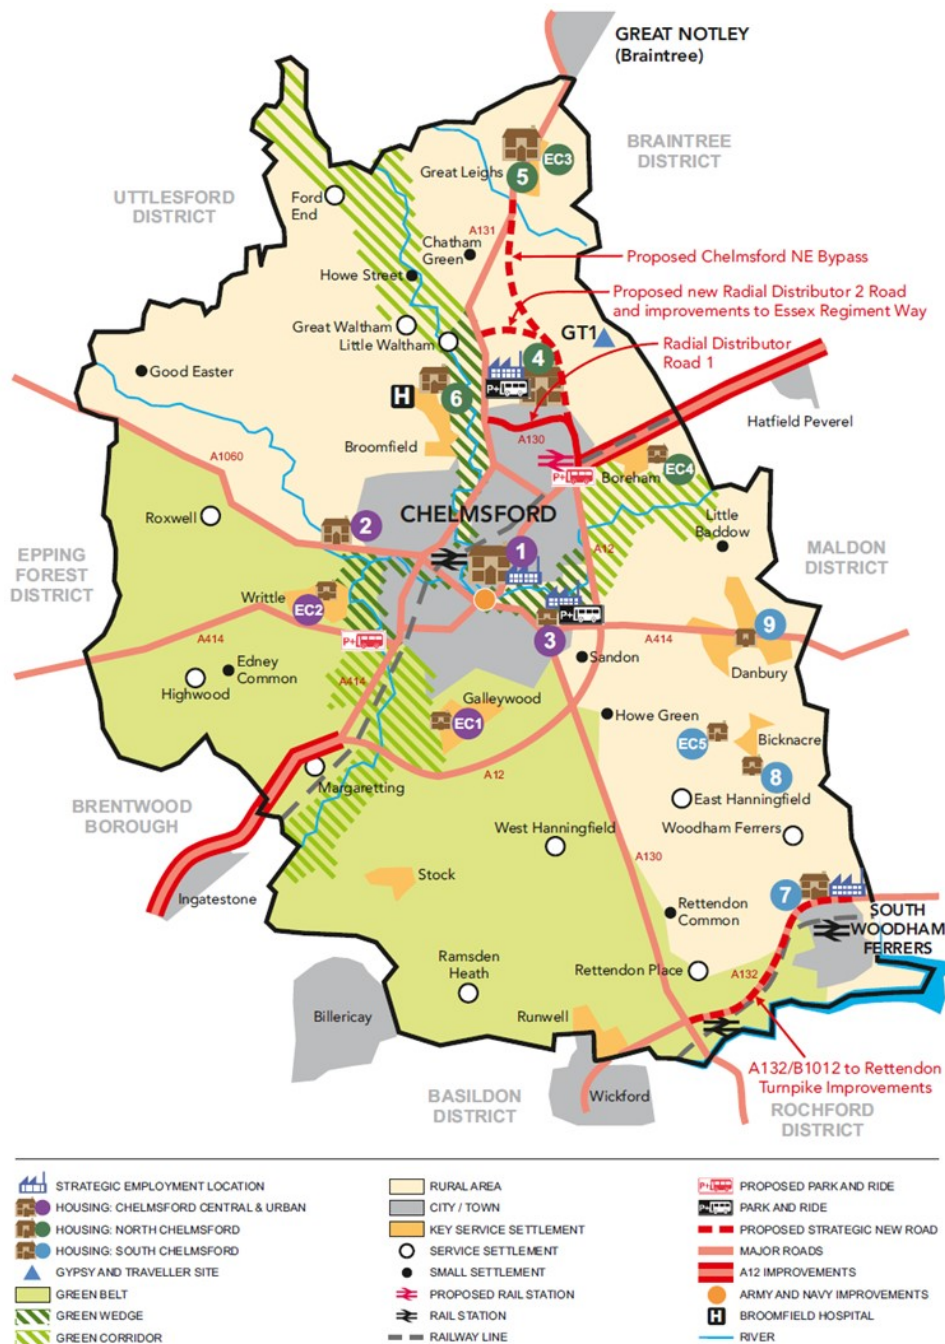 GREAT NOTLEY
(Braintree)
BRAINTREE
DISTRICT
EC3
Great Leighs
5
UTTLESFORD
DISTRICT
Ford
End
A131
Chatham
Green
Proposed Chelmsford NE Bypass
Howe Street
Proposed new Radial Distributor 2 Road
and improvements to Essex Regiment Way
Great Waltham
Little Waltham
GT1
Radial Distributor
Road 1
4
Good Easter
P+
H
6
Hatfield Peverel
Broomfield
A130
A1060
P+
Boreham
EC4
Roxwell
2
CHELMSFORD
Little
Baddow
A12
EPPING
FOREST
DISTRICT
1
MALDON
DISTRICT
Writtle
EC2
P+
9
P+
3
A414
A414
Sandon
Danbury
Edney
Common
Highwood
A414
Galleywood
EC1
Howe Green
EC5
Bicknacre
8
A12
Margaretting
East Hanningfield
BRENTWOOD
BOROUGH
West Hanningfield
Woodham Ferrers
A130
Stock
7
Ingatestone
Rettendon
Common
SOUTH
WOODHAM
FERRERS
Ramsden
Heath
Rettendon Place
A132
Billericay
Runwell
A132/B1012 to Rettendon
Turnpike Improvements
BASILDON
DISTRICT
Wickford
ROCHFORD
DISTRICT
STRATEGIC EMPLOYMENT LOCATION
HOUSING: CHELMSFORD CENTRAL & URBAN
HOUSING: NORTH CHELMSFORD
HOUSING: SOUTH CHELMSFORD
GYPSY AND TRAVELLER SITE
GREEN BELT
GREEN WEDGE
GREEN CORRIDOR
RURAL AREA
CITY / TOWN
KEY SERVICE SETTLEMENT
SERVICE SETTLEMENT
SMALL SETTLEMENT
PROPOSED RAIL STATION
RAIL STATION
RAILWAY LINE
P+ PROPOSED PARK AND RIDE
P+ PARK AND RIDE
PROPOSED STRATEGIC NEW ROAD
MAJOR ROADS
A12 IMPROVEMENTS
ARMY AND NAVY IMPROVEMENTS
H BROOMFIELD HOSPITAL
RIVER